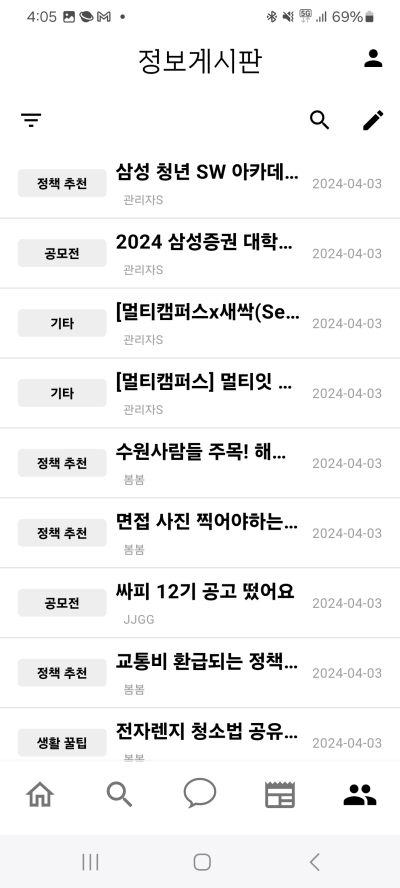 4:05
5G 69%
정보게시판
정책 추천
삼성 청년 SW 아카데...
관리자S
2024-04-03
공모전
2024 삼성증권 대학...
관리자S
2024-04-03
기타
[멀티캠퍼스x새싹(Se...
관리자S
2024-04-03
기타
[멀티캠퍼스] 멀티잇 ...
관리자S
2024-04-03
정책 추천
수원사람들 주목! 해...
봄봄
2024-04-03
정책 추천
면접 사진 찍어야하는...
봄봄
2024-04-03
공모전
싸피 12기 공고 떴어요
JJGG
2024-04-03
정책 추천
교통비 환급되는 정책...
봄봄
2024-04-03
생활 꿀팁
전자렌지 청소법 공유...
봄봄
2024-04-03